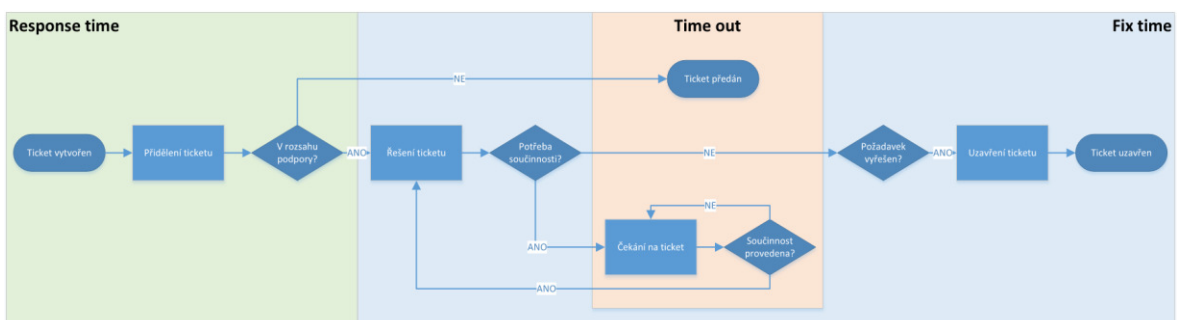 Response time
Time out
Fix time
NE
Ticket předán
Ticket vytvořen
Přidělení ticketu
V rozsahu
podpory?
ANO
Řešení ticketu
Potřeba
součinnosti?
NE
Požadavek
vyřešen?
ANO
Uzavření ticketu
Ticket uzavřen
NE
ANO
Čekání na ticket
Součinnost
provedena?
ANO